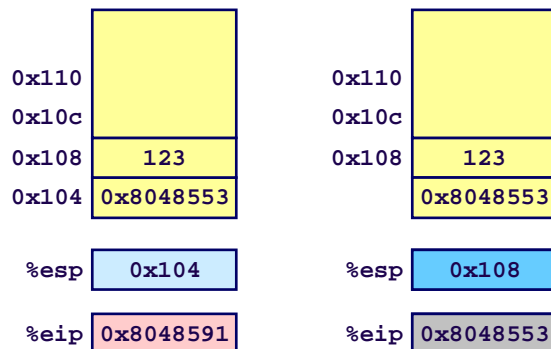 0x110 0x110
0x10c 0x10c
0x108 123 0x108 123
0x104 0x8048553 0x8048553
%esp 0x104 %esp 0x108
%eip 0x8048591 %eip 0x8048553